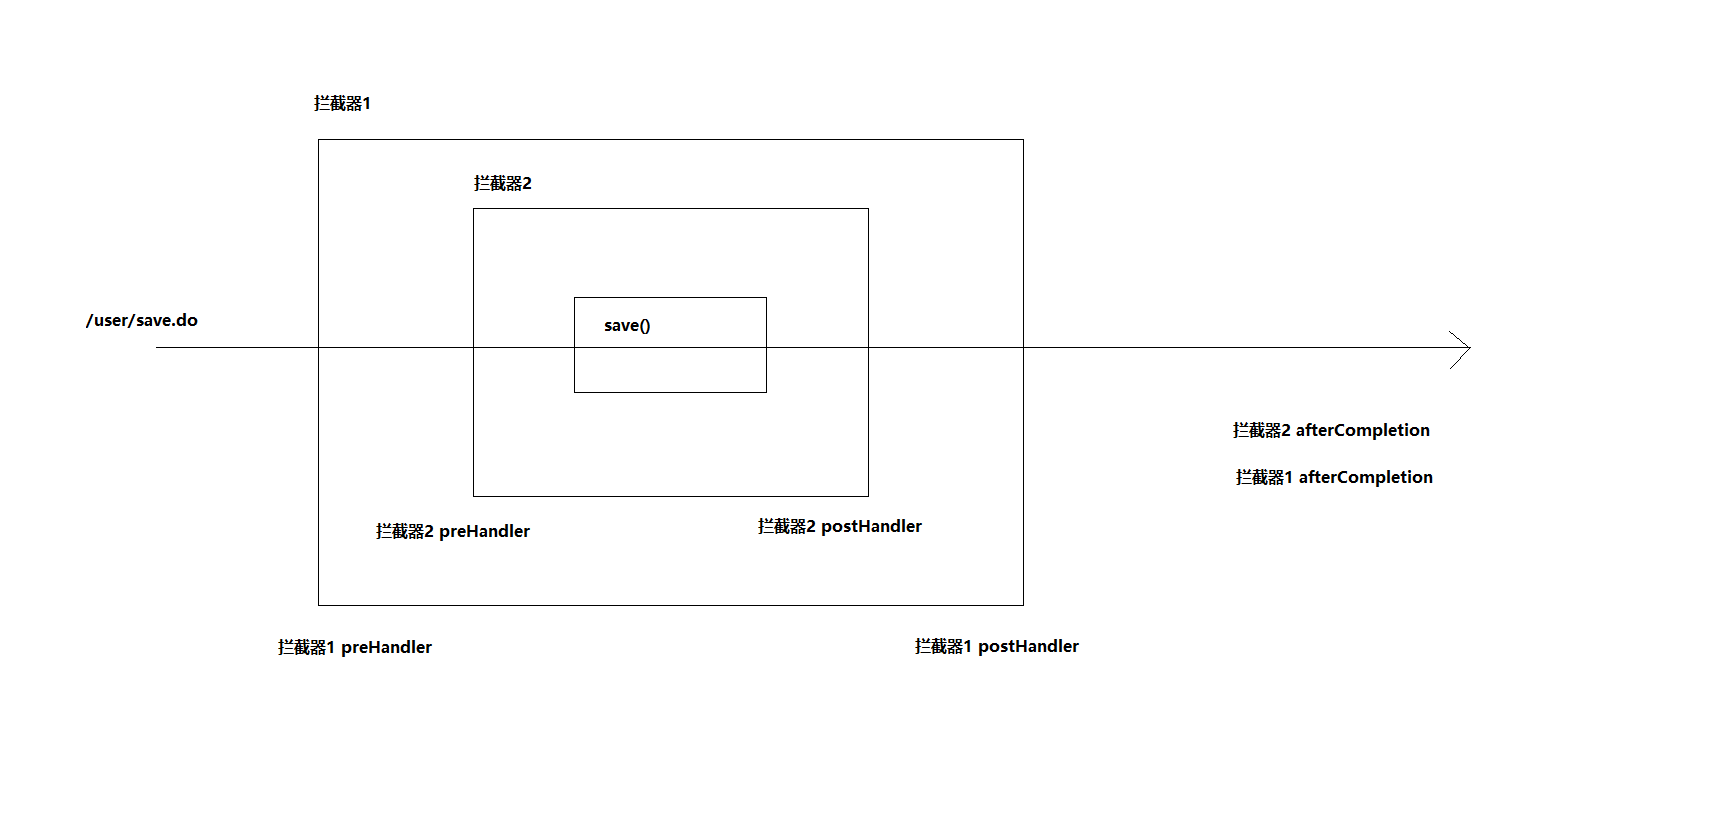 拦截器1
拦截器2
/user/save.do
save()
拦截器2 afterCompletion
拦截器1 afterCompletion
拦截器2 preHandler
拦截器2 postHandler
拦截器1 preHandler
拦截器1 postHandler